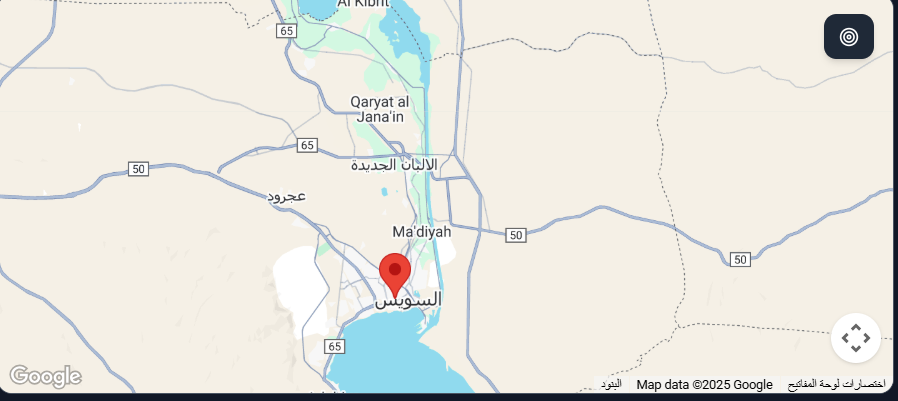 Al Kibrit
65
Qaryat al
Jana'in
65
الالبان الجديدة
50
عجرود
Ma'diyah
50
50
السويس
65
Google
البنود
Map data ©2025 Google
اختصارات لوحة المفاتيح